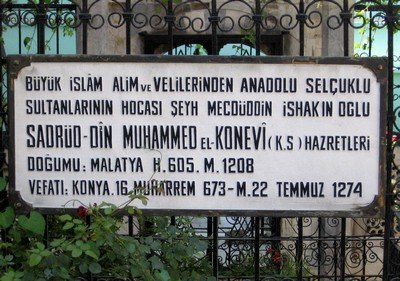 BÜYÜK İSLÂM ALİM ve VELİLERİNDEN ANADOLU SELÇUKLU
SULTANLARININ HOCASI ŞEYH MECDÜDDİN İSHAK'IN OĞLU
SADRÜD-DÎN MUHAMMED EL-KONEVÎ (K.S) HAZRETLERİ
DOĞUMU: MALATYA H.605. M.1208
VEFATI: KONYA.16.MUHARREM 673-M.22 TEMMUZ 1274